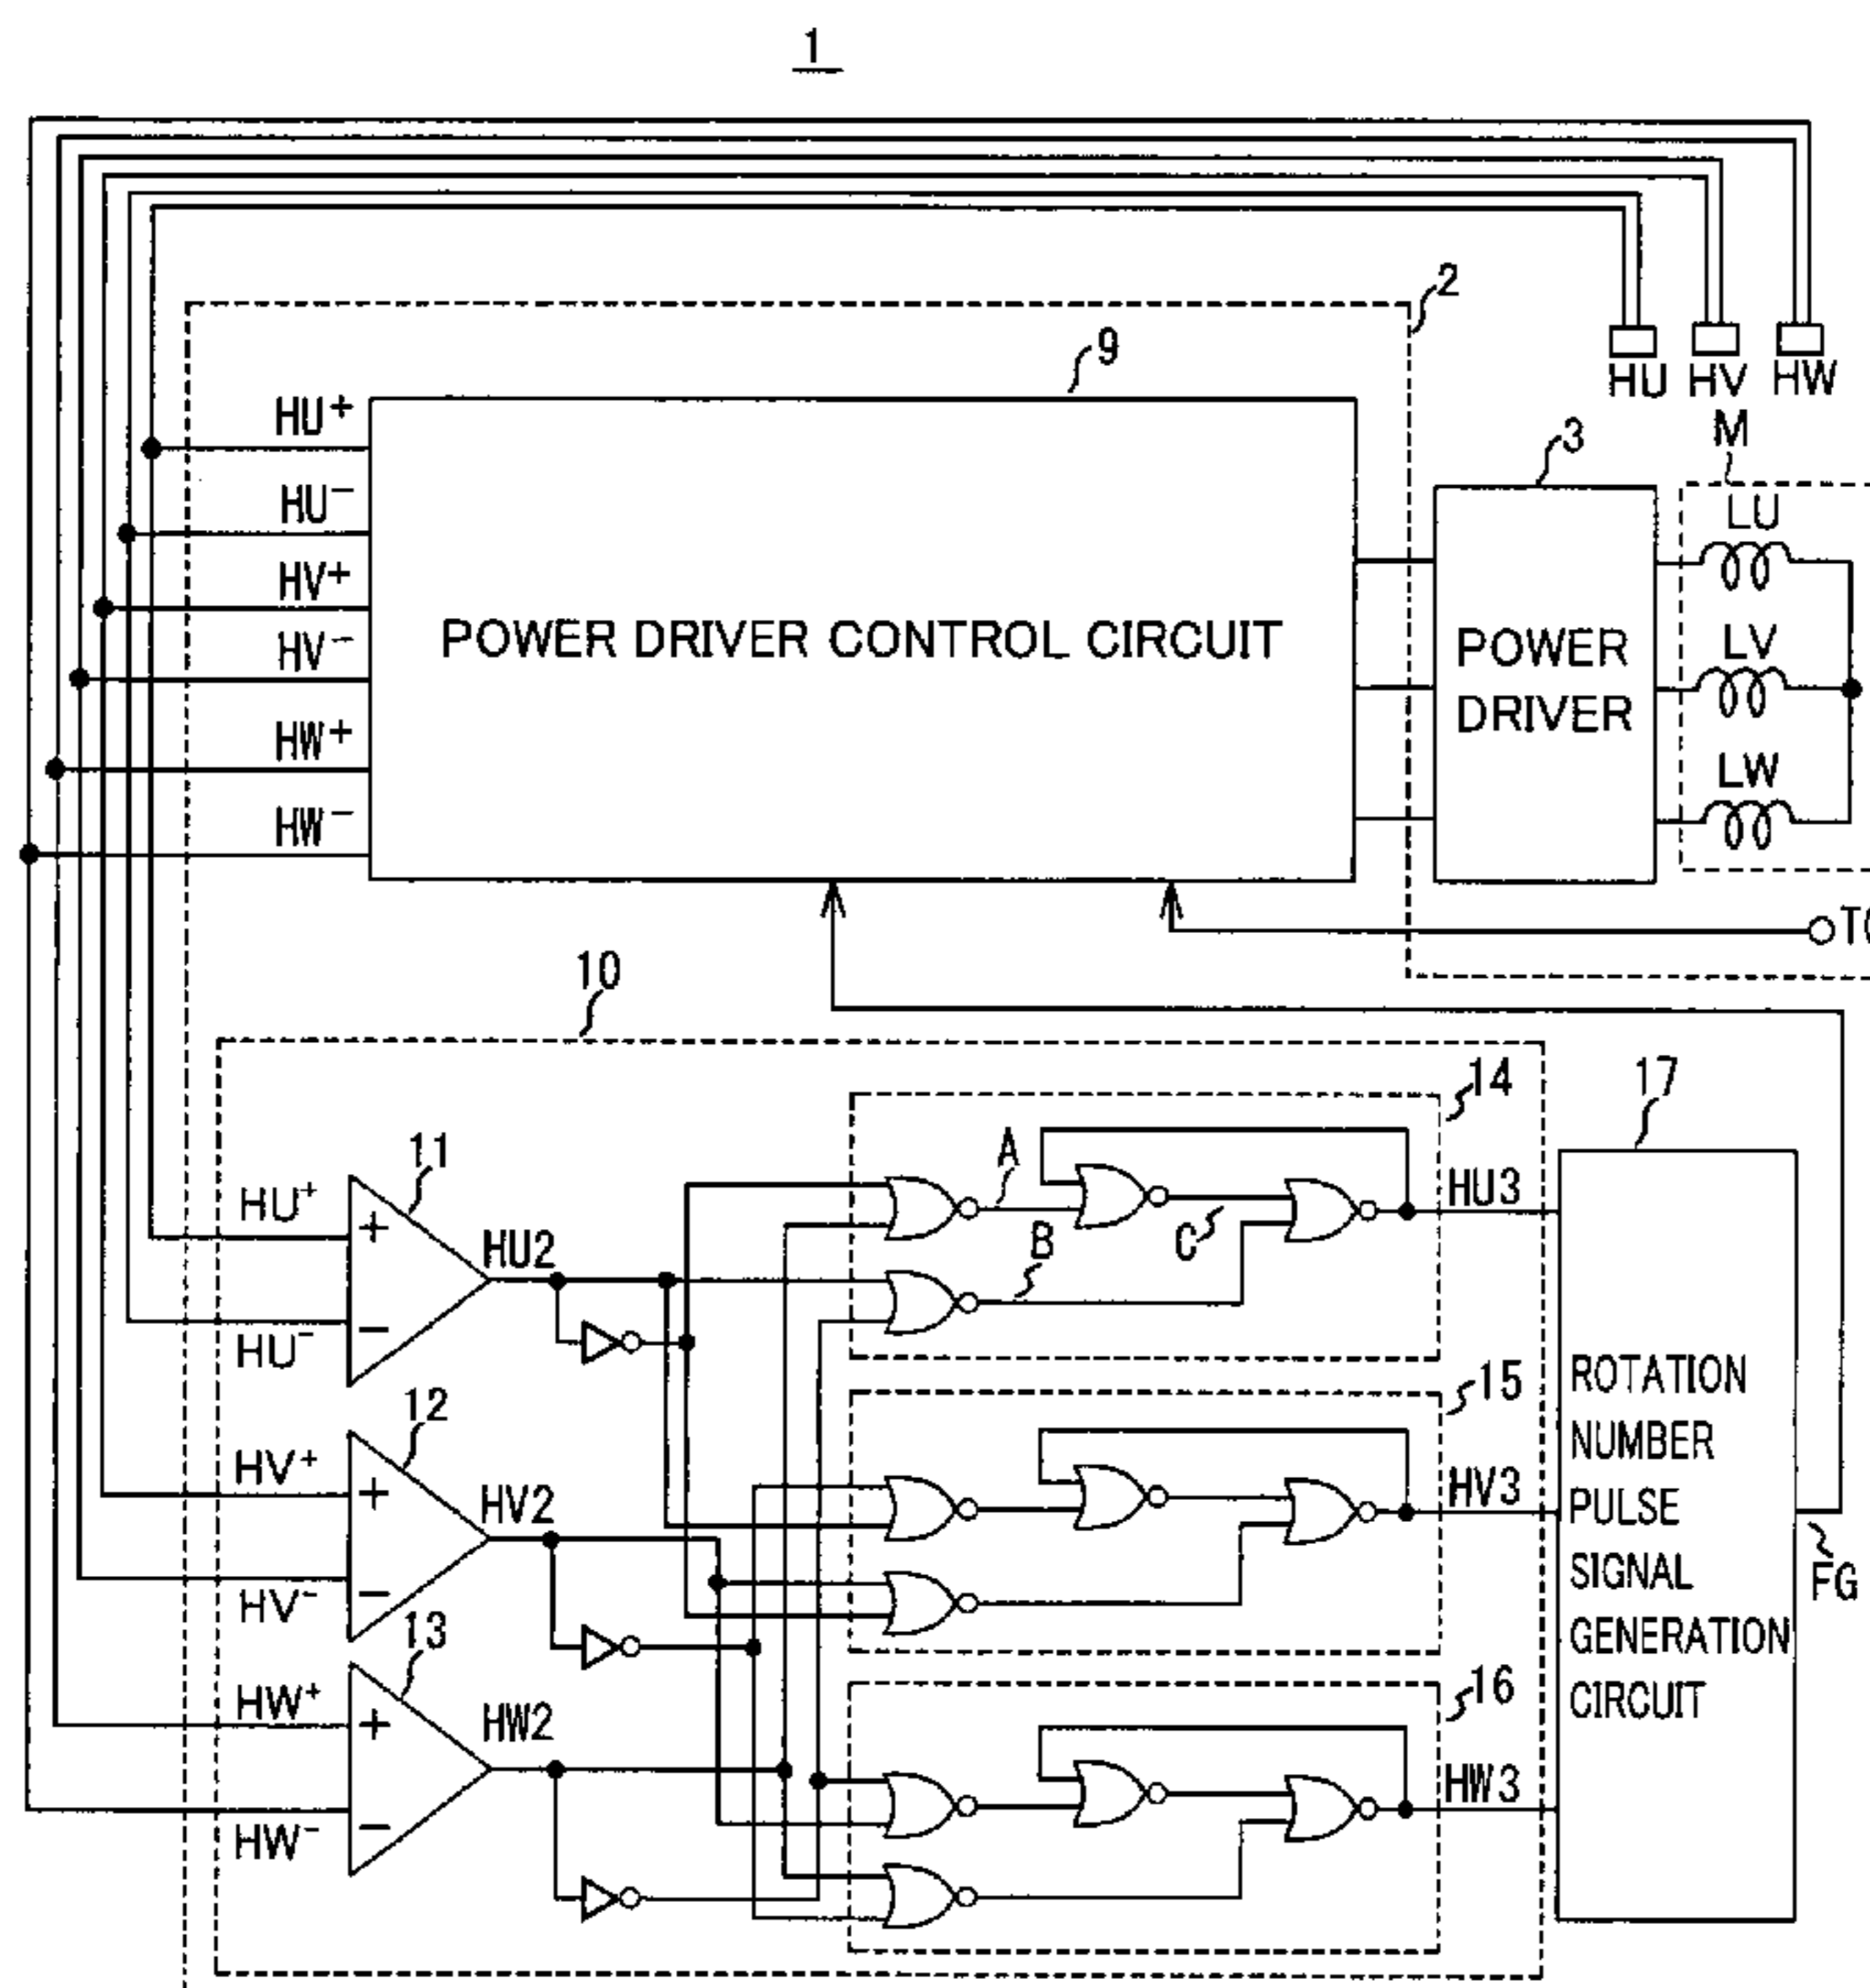 1
2
9
HU HV HW
M
3
HU+
HU−
HV+
HV−
HW+
HW−
POWER DRIVER CONTROL CIRCUIT
POWER
DRIVER
LU
LV
LW
10
14
17
11
HU+
HU−
HU2
A
B
C
HU3
12
HV+
HV−
HV2
15
HV3
13
HW+
HW−
HW2
16
HW3
ROTATION
NUMBER
PULSE
SIGNAL
GENERATION
CIRCUIT
FG